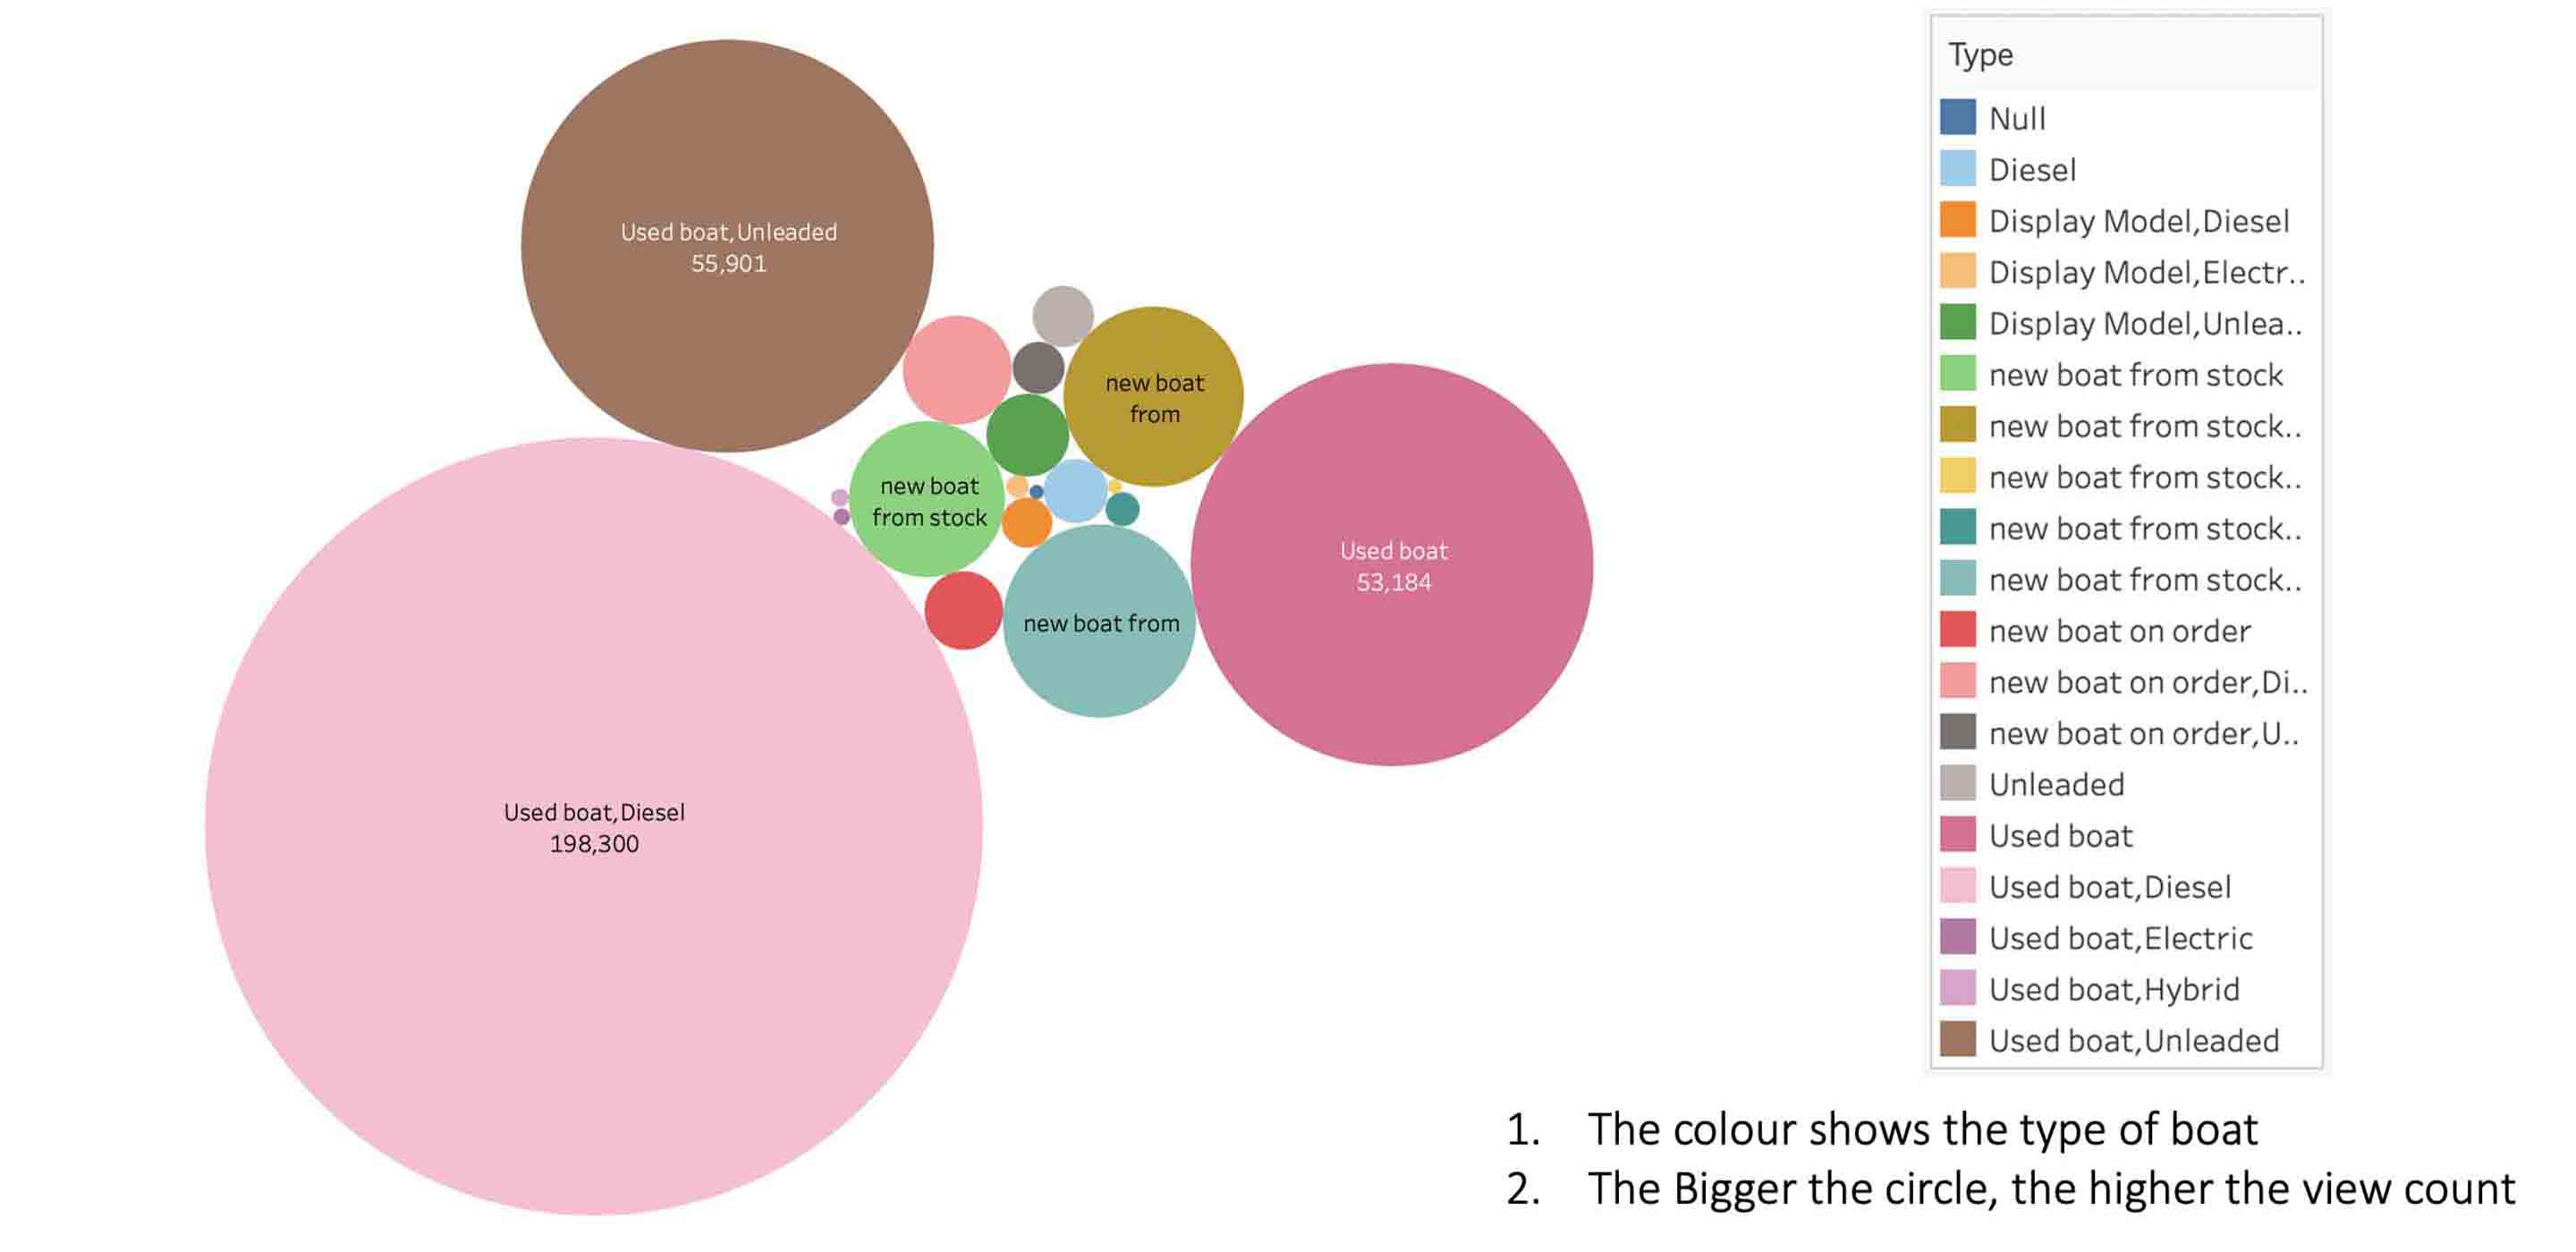 Used boat,Unleaded
55,901
new boat
from
new boat
from stock
Used boat
53,184
new boat from
Used boat,Diesel
198,300
Type
Null
Diesel
Display Model,Diesel
Display Model,Electr..
Display Model,Unlea..
new boat from stock
new boat from stock..
new boat from stock..
new boat from stock..
new boat from stock..
new boat on order
new boat on order,Di..
new boat on order,U..
Unleaded
Used boat
Used boat,Diesel
Used boat,Electric
Used boat,Hybrid
Used boat,Unleaded
1. The colour shows the type of boat
2. The Bigger the circle, the higher the view count